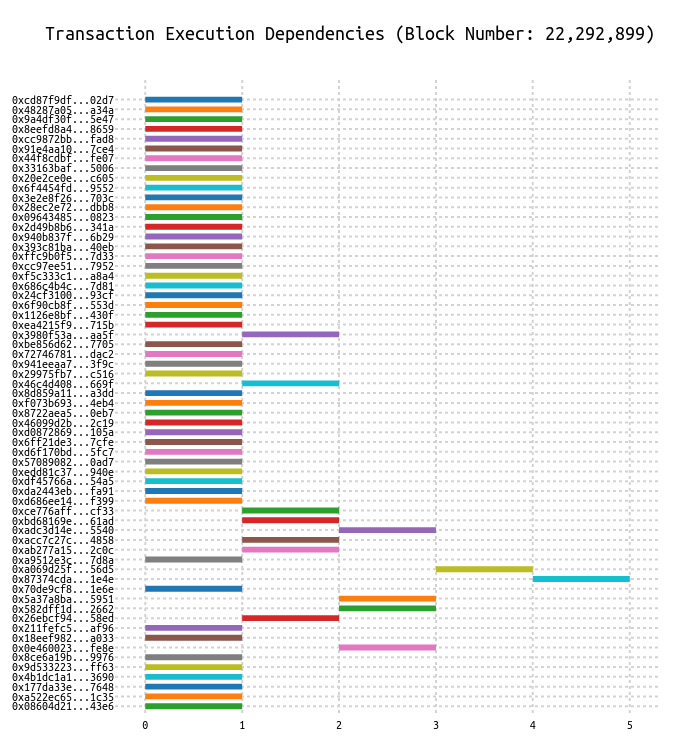 Transaction Execution Dependencies (Block Number: 22,292,899)
0xcd87f9df...02d7
0x48287a05...a34a
0x9a4df30f...5e47
0x8eefd8a4...8659
0xcc9872bb...fad8
0x91e4aa10...7ce4
0x44f8cdbf...fe07
0x33163baf...5006
0x20e2ce0e...c605
0x6f4454fd...9552
0x3e2e8f26...703c
0x28ec2e72...dbb8
0x09643485...0823
0x2d49b8b6...341a
0x940b837f...6b29
0x393c81ba...40eb
0xffc9b0f5...7d33
0xcc97ee51...7952
0xf5c333c1...a8a4
0x686c4b4c...7d81
0x24cf3100...93cf
0x6f90cb8f...553d
0x1126e8bf...430f
0xea4215f9...715b
0x3980f53a...aa5f
0xbe856d62...7705
0x72746781...dac2
0x941eeaa7...3f9c
0x29975fb7...c516
0x46c4d408...669f
0x8d859a11...a3dd
0xf073b693...4eb4
0x8722aea5...0eb7
0x46099d2b...2c19
0xd0872869...105a
0x6ff21de3...7cfe
0xd6f170bd...5fc7
0x57089082...0ad7
0xedd81c37...940e
0xdf45766a...54a5
0xda2443eb...fa91
0xd686ee14...f399
0xce776aff...cf33
0xbd68169e...61ad
0xadc3d14e...5540
0xacc7c27c...4858
0xab277a15...2c0c
0xa9512e3c...7d8a
0xa069d25f...56d5
0x87374cda...1e4e
0x70de9cf8...1e6e
0x5a37a8ba...5951
0x582dff1d...2662
0x26ebcf94...58ed
0x211fefc5...af96
0x18eef982...a033
0x0e460023...fe8e
0x8ce6a19b...9976
0x9d533223...ff63
0x4b1dc1a1...3690
0x177da33e...7648
0xa522ec65...1c35
0x08604d21...43e6
0 1 2 3 4 5